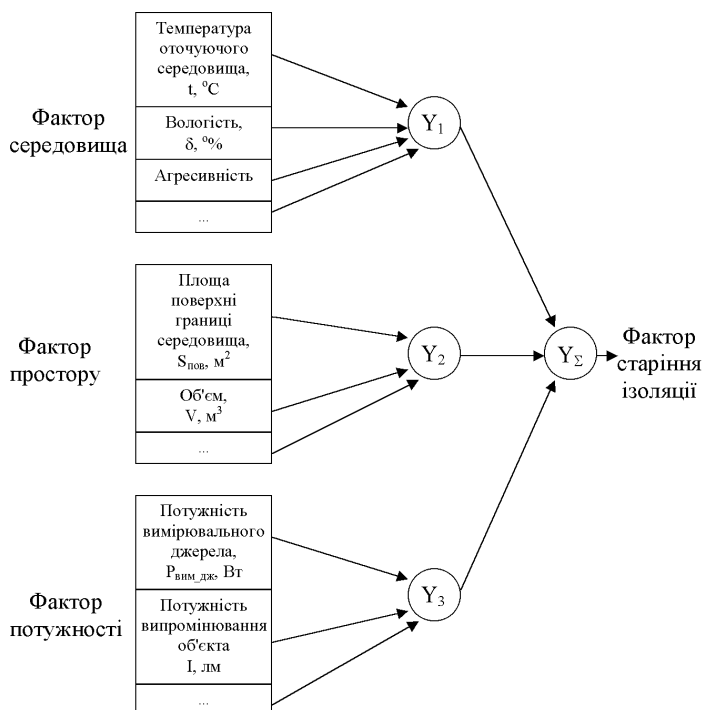 Фактор
середовища
Температура
оточуючого
середовища,
t, °С
Вологість,
δ, °%
Агресивність
...
Y₁
Фактор
простору
Площа
поверхні
границі
середовища,
Sпов, м²
Об'єм,
V, м³
...
Y₂
YΣ
Фактор
старіння
ізоляції
Фактор
потужності
Потужність
вимірювального
джерела,
Pвим_дж, Вт
Потужність
випромінювання
об'єкта
I, лм
...
Y₃